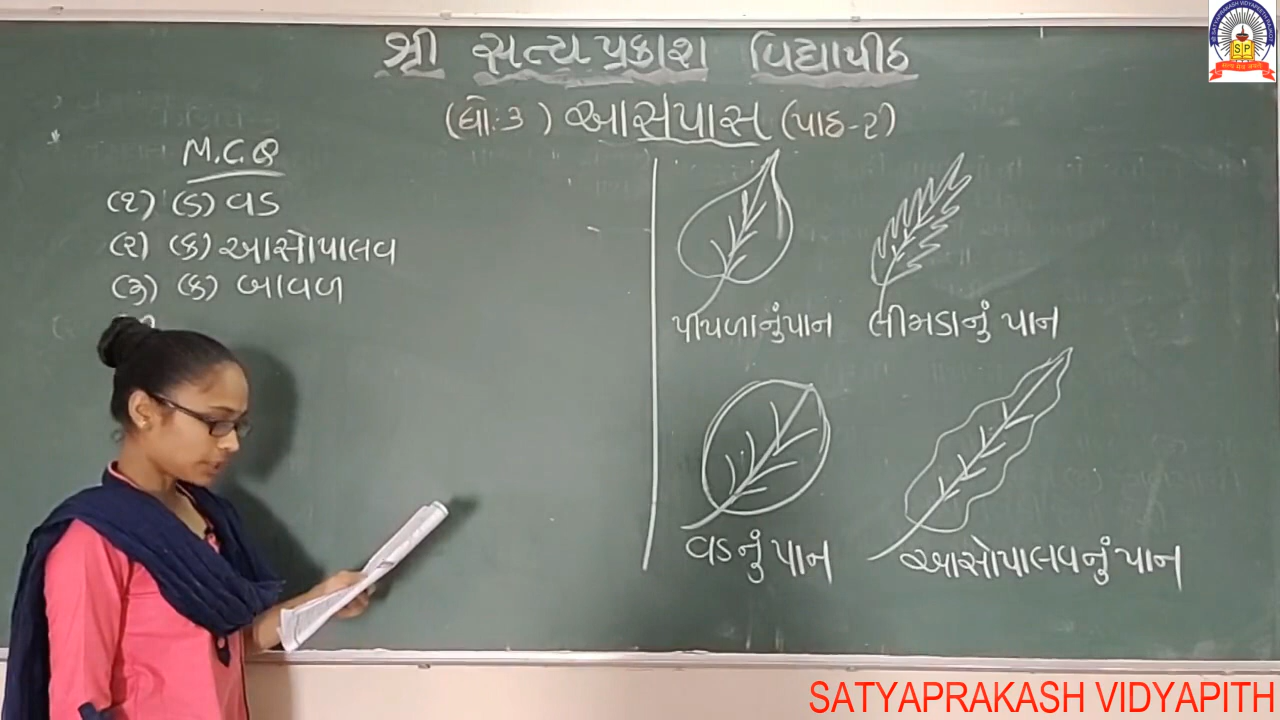 શ્રી સત્યપ્રકાશ વિદ્યાપીઠ
(ધોઃ૩) આસપાસ (પાઠ-૨)
M.C.Q
(૧) (ડ) વડ
(૨) (ક) આસોપાલવ
(૩) (ક) બાવળ
પીપળાનું પાન
લીમડાનું પાન
વડનું પાન
આસોપાલવનું પાન
SP
SATYAPRAKASH VIDYAPITH